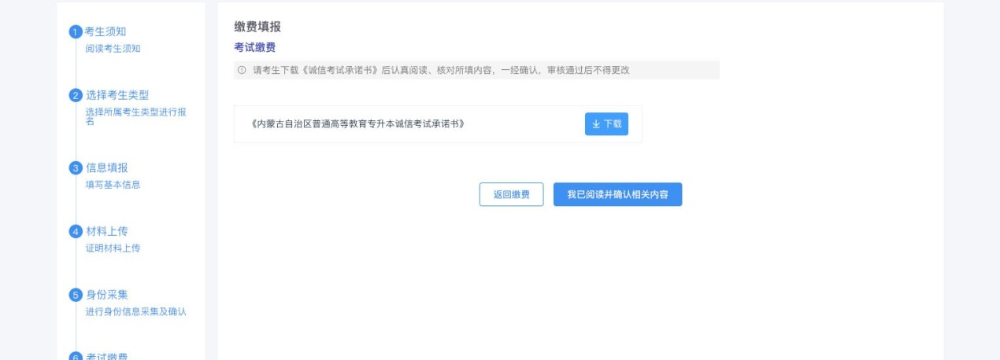 1 考生须知
阅读考生须知
2 选择考生类型
选择所属考生类型进行报
名
3 信息填报
填写基本信息
4 材料上传
证明材料上传
5 身份采集
进行身份信息采集及确认
6 考试缴费
缴费填报
考试缴费
请考生下载《诚信考试承诺书》后认真阅读、核对所填内容，一经确认，审核通过后不得更改
《内蒙古自治区普通高等教育专升本诚信考试承诺书》
下载
返回缴费
我已阅读并确认相关内容